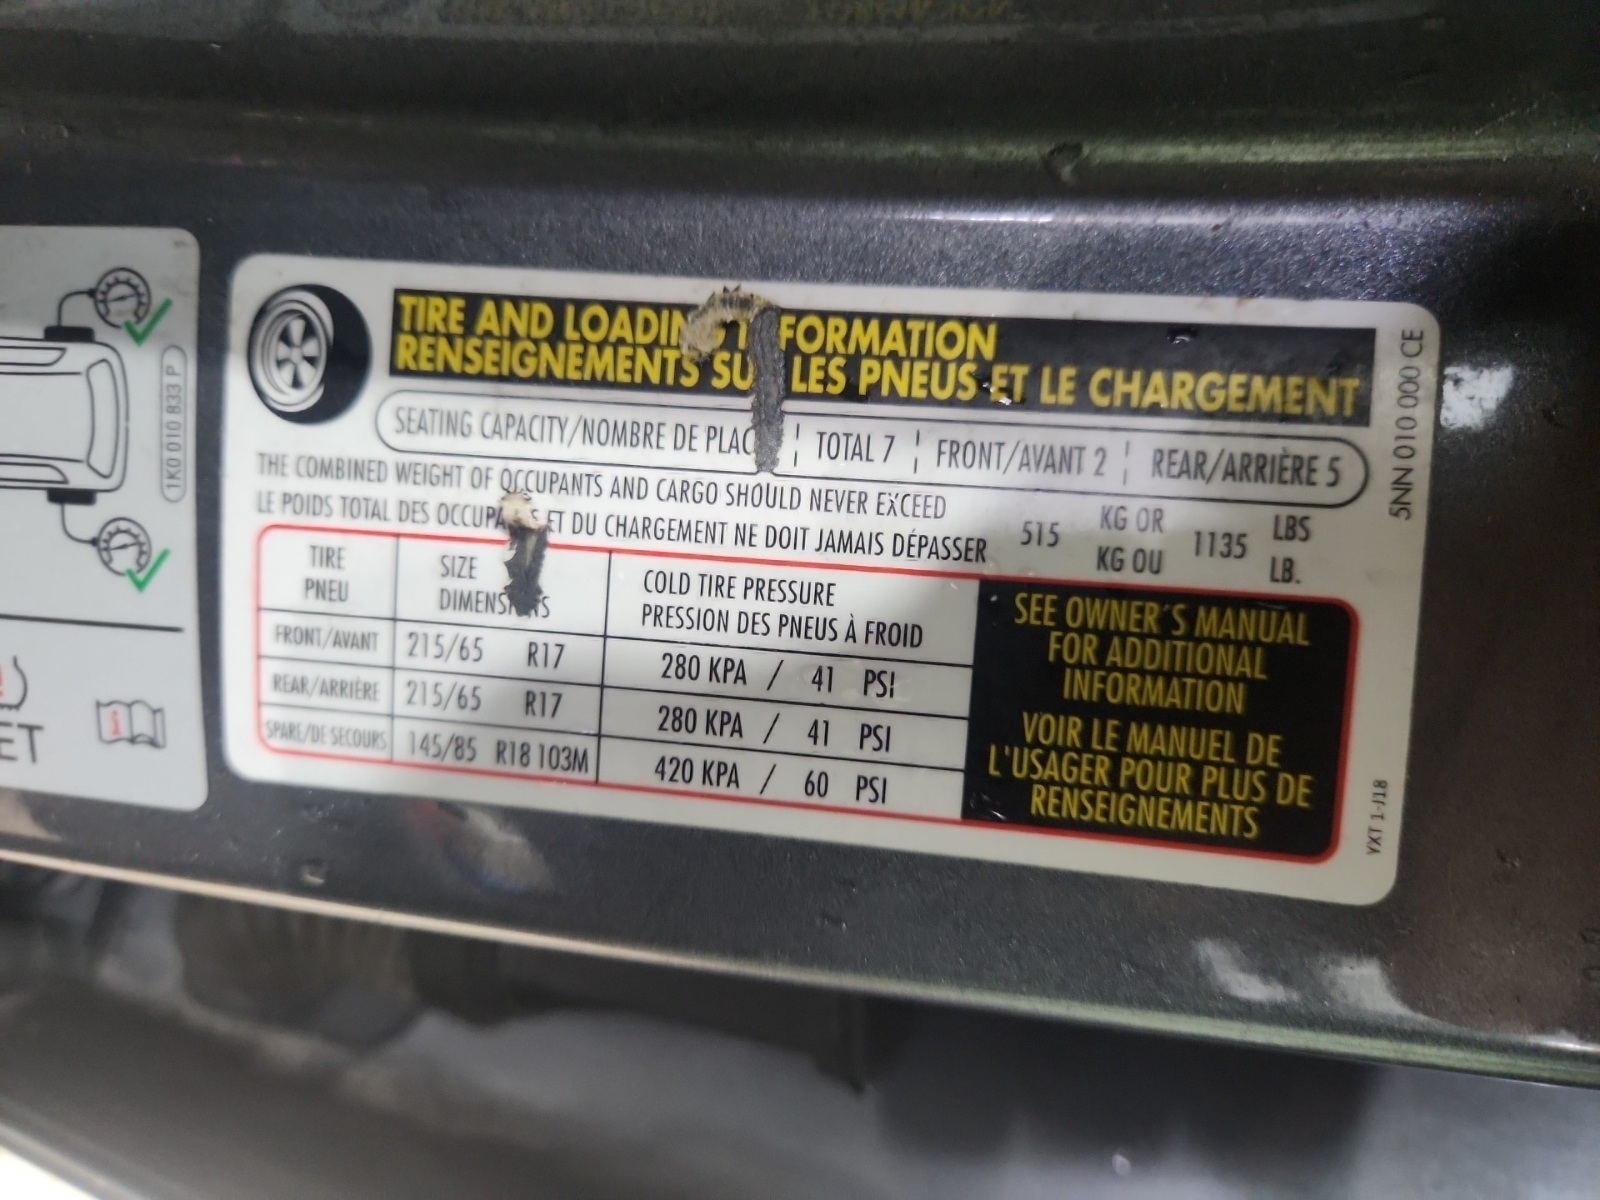 1K0 010 833 P
ET
TIRE AND LOADIN FORMATION
RENSEIGNEMENTS SU LES PNEUS ET LE CHARGEMENT
SEATING CAPACITY/NOMBRE DE PLAC ¦ TOTAL 7 ¦ FRONT/AVANT 2 ¦ REAR/ARRIÈRE 5
THE COMBINED WEIGHT OF OCCUPANTS AND CARGO SHOULD NEVER EXCEED
LE POIDS TOTAL DES OCCUPA S ET DU CHARGEMENT NE DOIT JAMAIS DÉPASSER
515 KG OR 1135 LBS
KG OU LB.
TIRE SIZE COLD TIRE PRESSURE
PNEU DIMENS NS PRESSION DES PNEUS À FROID
FRONT/AVANT 215/65 R17 280 KPA / 41 PSI
REAR/ARRIÈRE 215/65 R17 280 KPA / 41 PSI
SPARE/DE SECOURS 145/85 R18 103M 420 KPA / 60 PSI
SEE OWNER'S MANUAL
FOR ADDITIONAL
INFORMATION
VOIR LE MANUEL DE
L'USAGER POUR PLUS DE
RENSEIGNEMENTS
5NN 010 000 CE
YXT 1-J18